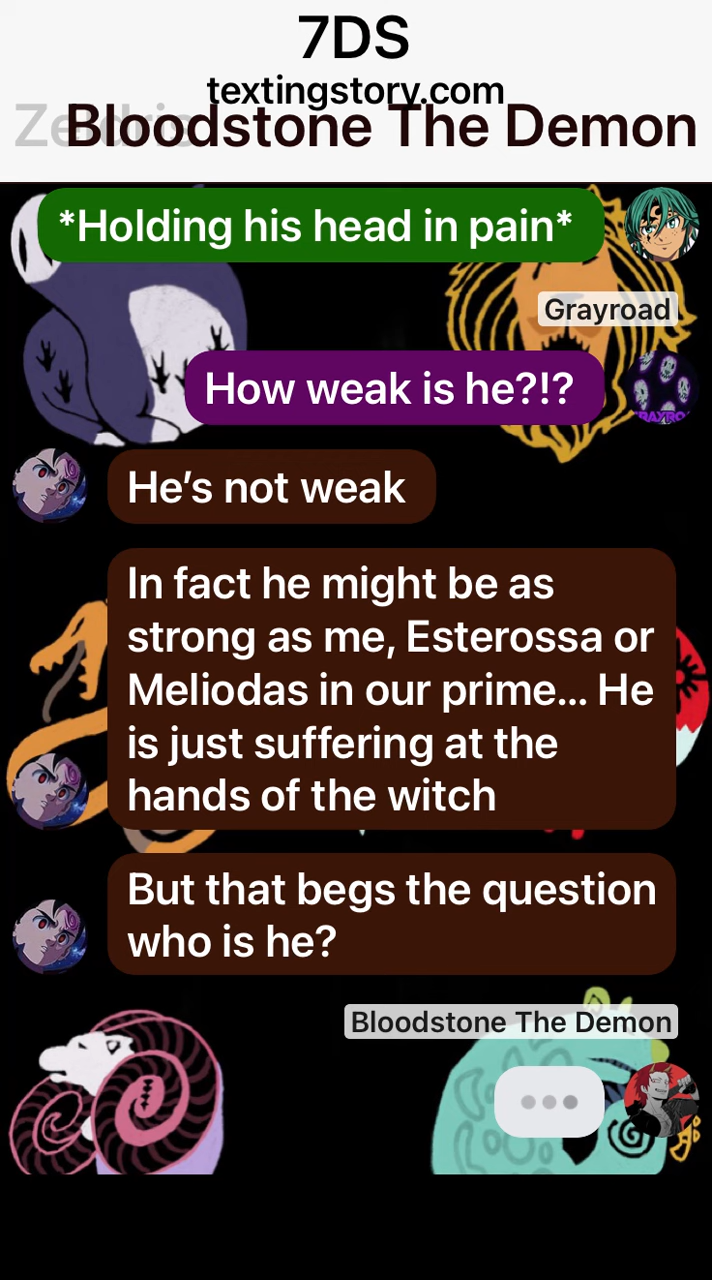 7DS
textingstory.com
Zeldris
Bloodstone The Demon
*Holding his head in pain*
Grayroad
How weak is he?!?
He’s not weak
In fact he might be as
strong as me, Esterossa or
Meliodas in our prime... He
is just suffering at the
hands of the witch
But that begs the question
who is he?
Bloodstone The Demon